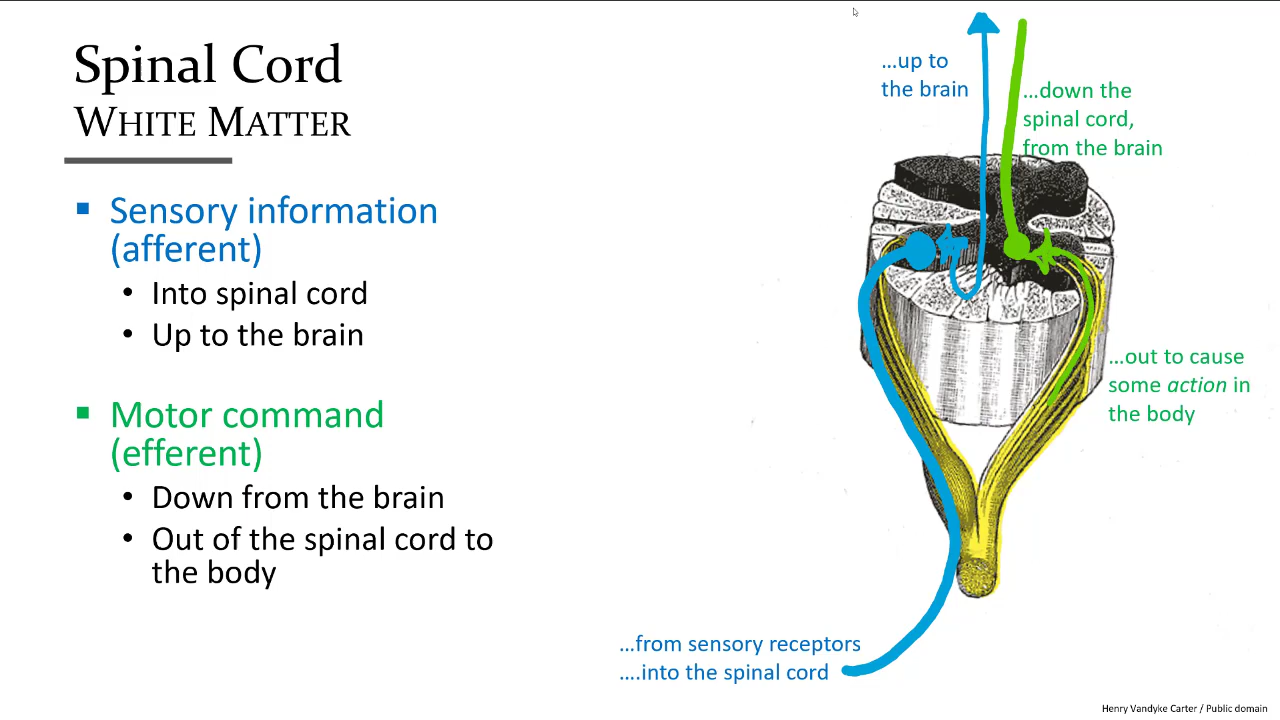 Spinal Cord
WHITE MATTER
▪ Sensory information
(afferent)
• Into spinal cord
• Up to the brain
▪ Motor command
(efferent)
• Down from the brain
• Out of the spinal cord to
the body
...up to
the brain
...down the
spinal cord,
from the brain
...out to cause
some action in
the body
...from sensory receptors
....into the spinal cord
Henry Vandyke Carter / Public domain